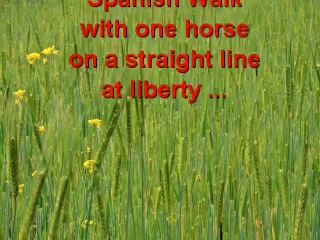 Spanish Walk
with one horse
on a straight line
at liberty ...